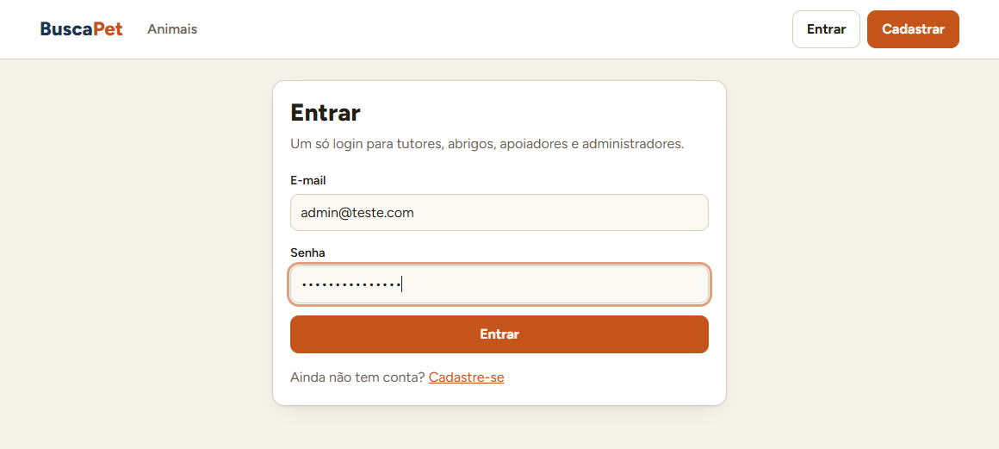 BuscaPet Animais Entrar Cadastrar
Entrar
Um só login para tutores, abrigos, apoiadores e administradores.
E-mail
admin@teste.com
Senha
•••••••••••••••
Entrar
Ainda não tem conta? Cadastre-se